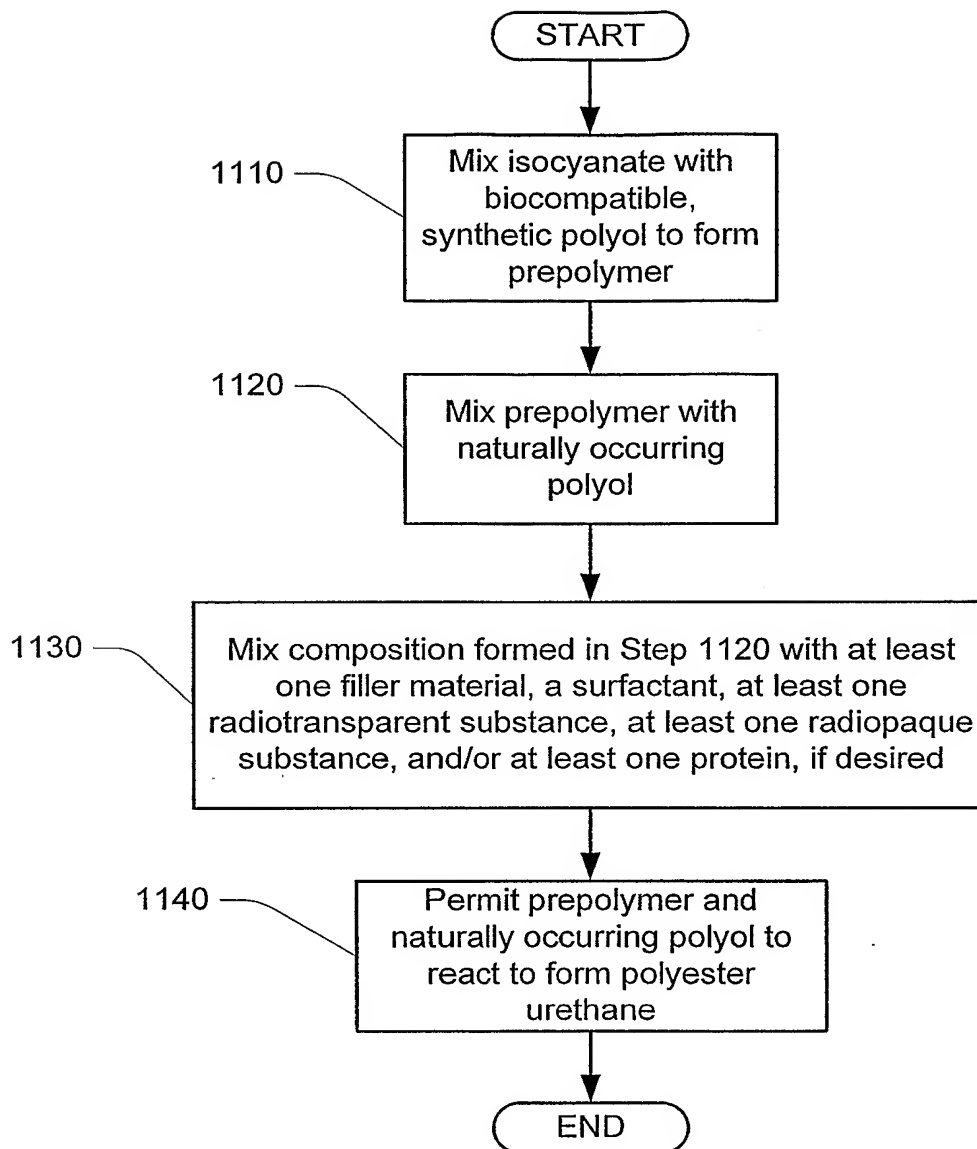 START
1110
Mix isocyanate with
biocompatible,
synthetic polyol to form
prepolymer
1120
Mix prepolymer with
naturally occurring
polyol
1130
Mix composition formed in Step 1120 with at least
one filler material, a surfactant, at least one
radiotransparent substance, at least one radiopaque
substance, and/or at least one protein, if desired
1140
Permit prepolymer and
naturally occurring polyol to
react to form polyester
urethane
END